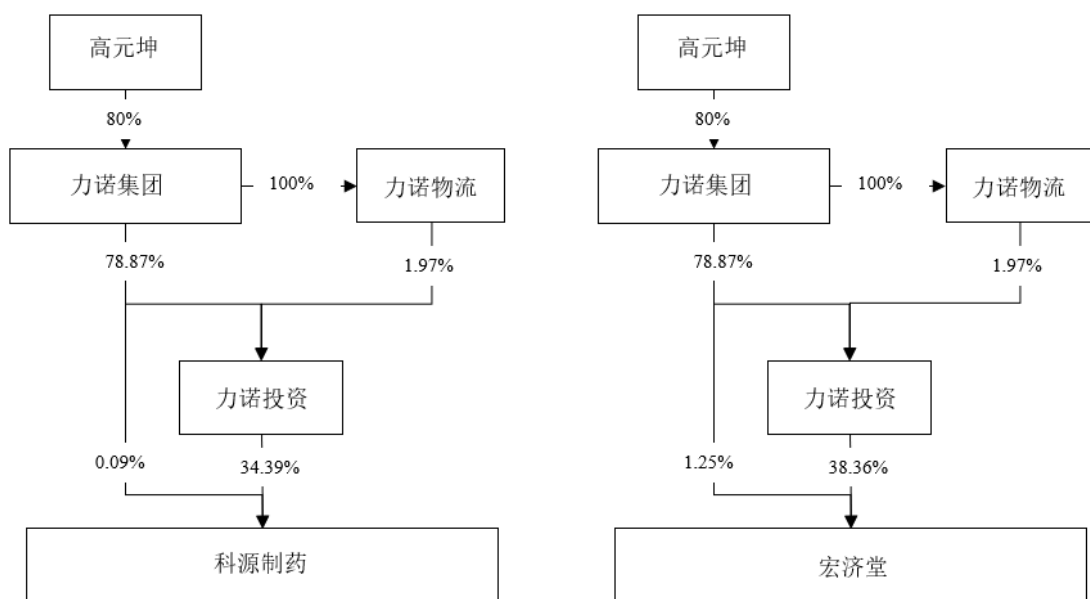 高元坤
高元坤
80%
80%
力诺集团
100%
力诺物流
力诺集团
100%
力诺物流
78.87%
1.97%
78.87%
1.97%
力诺投资
力诺投资
0.09%
34.39%
1.25%
38.36%
科源制药
宏济堂